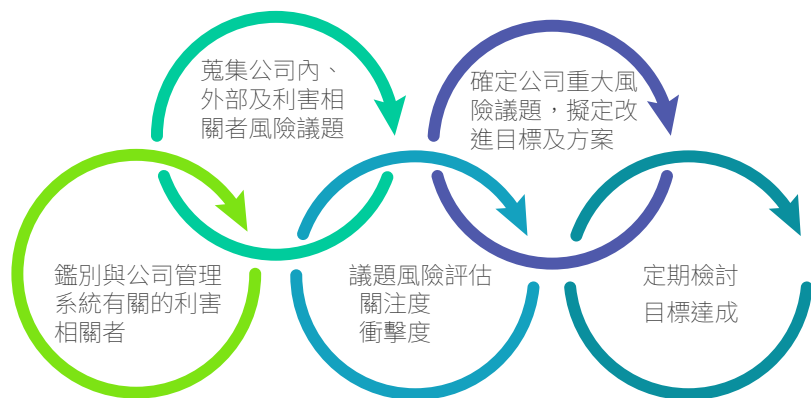 蒐集公司內、
外部及利害相
關者風險議題
確定公司重大風
險議題，擬定改
進目標及方案
鑑別與公司管理
系統有關的利害
相關者
議題風險評估
關注度
衝擊度
定期檢討
目標達成